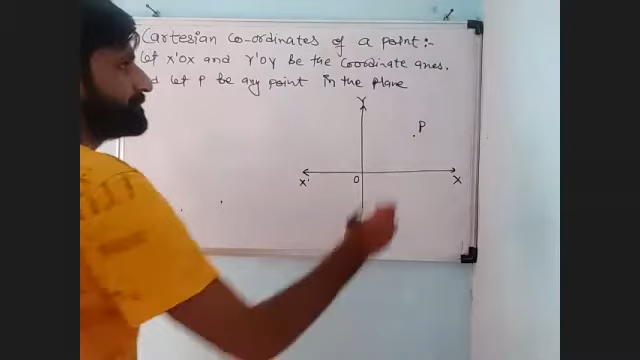 Cartesian co-ordinates of a point:-
Let X'OX and Y'OY be the coordinate axes.
let P be any point in the plane
Y
P
X'
O
X